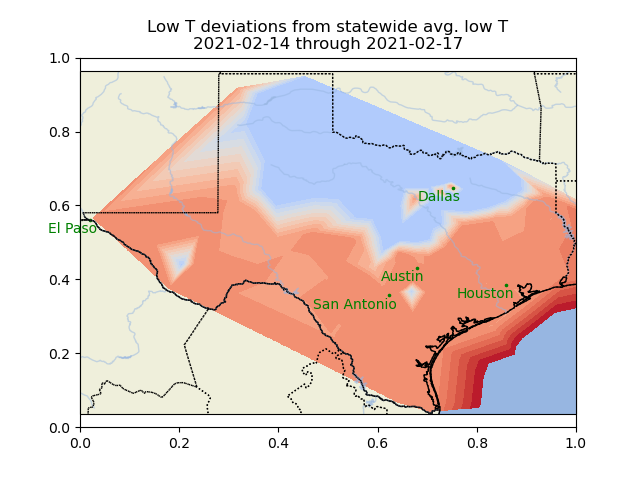 Low T deviations from statewide avg. low T
2021-02-14 through 2021-02-17
1.0
0.8
0.6
0.4
0.2
0.0
Dallas
El Paso
Austin
San Antonio
Houston
0.0 0.2 0.4 0.6 0.8 1.0